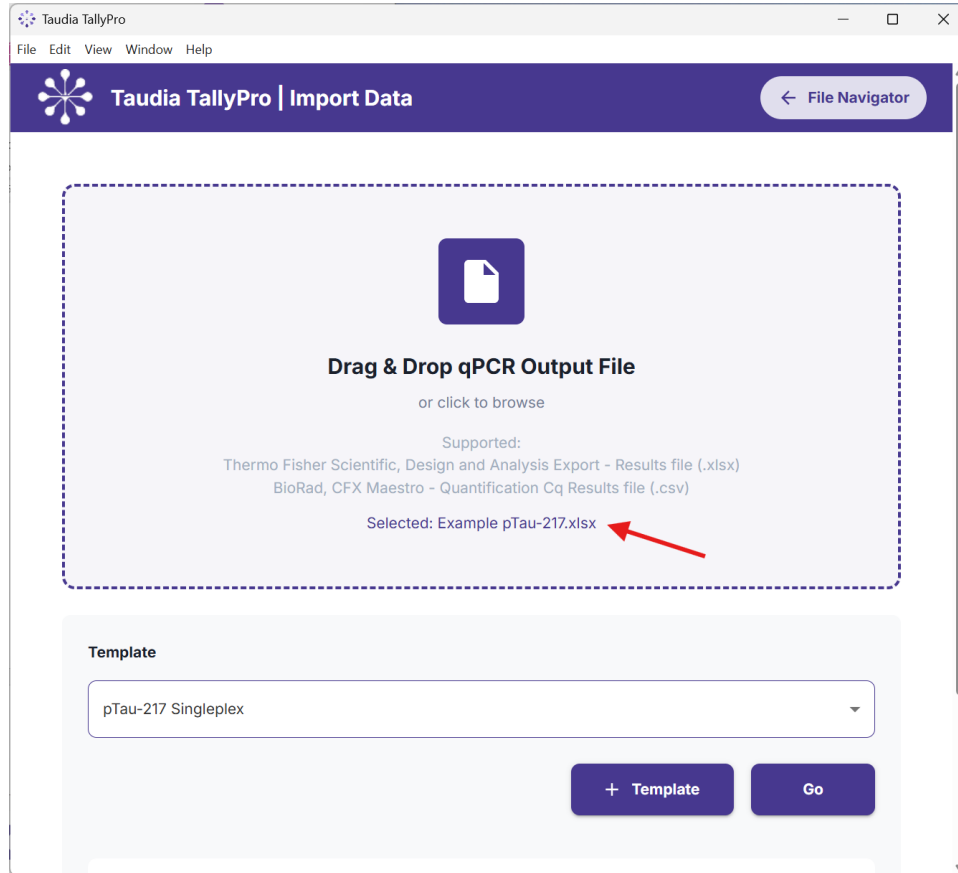 Taudia TallyPro
File Edit View Window Help
Taudia TallyPro | Import Data
← File Navigator
Drag & Drop qPCR Output File
or click to browse
Supported:
Thermo Fisher Scientific, Design and Analysis Export - Results file (.xlsx)
BioRad, CFX Maestro - Quantification Cq Results file (.csv)
Selected: Example pTau-217.xlsx
Template
pTau-217 Singleplex
+ Template
Go